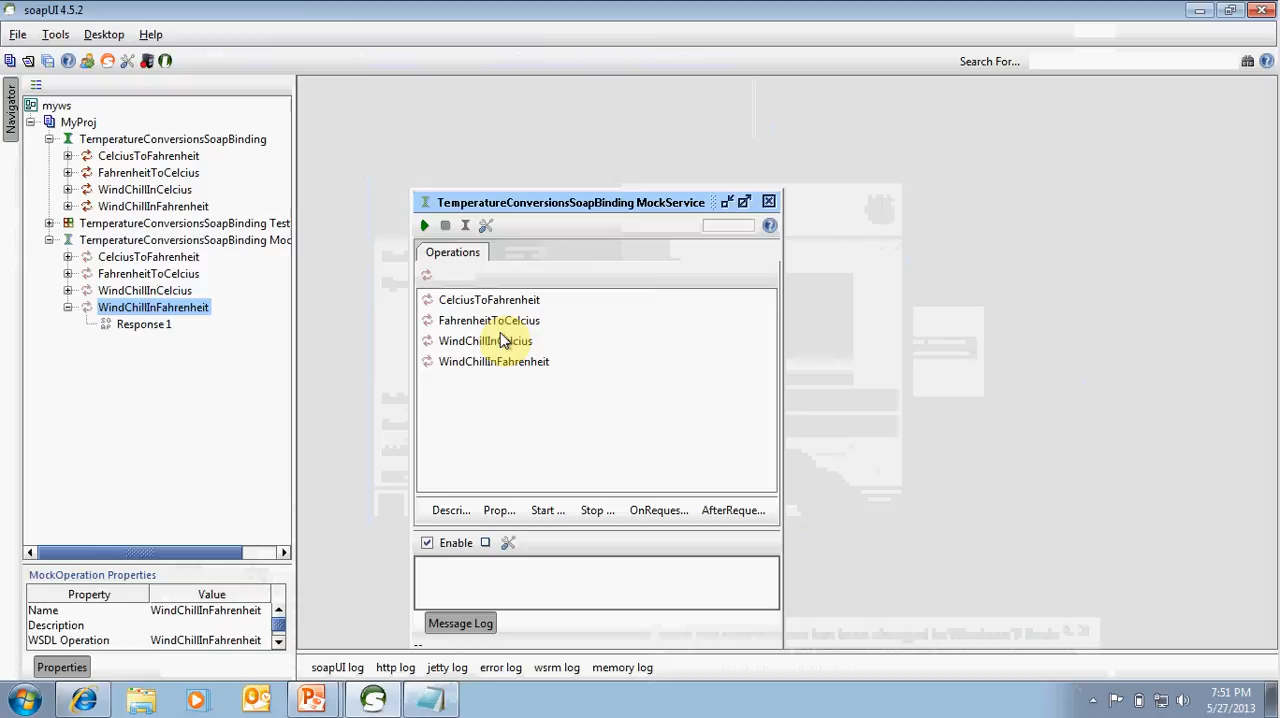 soapUI 4.5.2
File Tools Desktop Help
Search For...
Navigator
myws
MyProj
TemperatureConversionsSoapBinding
CelciusToFahrenheit
FahrenheitToCelcius
WindChillInCelcius
WindChillInFahrenheit
TemperatureConversionsSoapBinding Test
TemperatureConversionsSoapBinding Moc
CelciusToFahrenheit
FahrenheitToCelcius
WindChillInCelcius
WindChillInFahrenheit
Response 1
TemperatureConversionsSoapBinding MockService
Operations
CelciusToFahrenheit
FahrenheitToCelcius
WindChillInCelcius
WindChillInFahrenheit
Descri... Prop... Start ... Stop ... OnReques... AfterReque...
Enable
Message Log
--
MockOperation Properties
Property Value
Name WindChillInFahrenheit
Description
WSDL Operation WindChillInFahrenheit
Properties
soapUI log http log jetty log error log wsrm log memory log
7:51 PM
5/27/2013